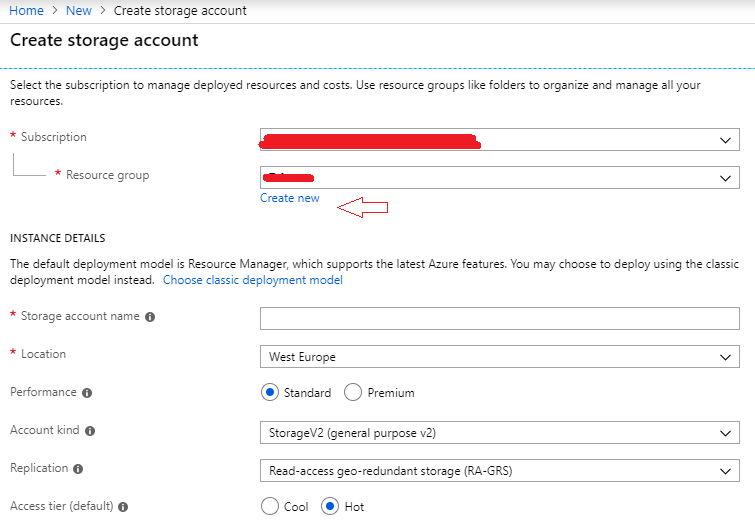 Home > New > Create storage account
Create storage account
Select the subscription to manage deployed resources and costs. Use resource groups like folders to organize and manage all your
resources.
* Subscription
* Resource group
Create new
INSTANCE DETAILS
The default deployment model is Resource Manager, which supports the latest Azure features. You may choose to deploy using the classic
deployment model instead. Choose classic deployment model
* Storage account name
* Location West Europe
Performance Standard Premium
Account kind StorageV2 (general purpose v2)
Replication Read-access geo-redundant storage (RA-GRS)
Access tier (default) Cool Hot